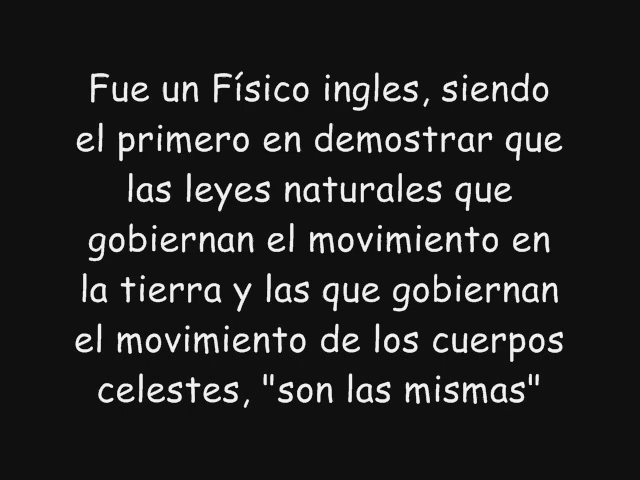 Fue un Físico ingles, siendo
el primero en demostrar que
las leyes naturales que
gobiernan el movimiento en
la tierra y las que gobiernan
el movimiento de los cuerpos
celestes, "son las mismas"